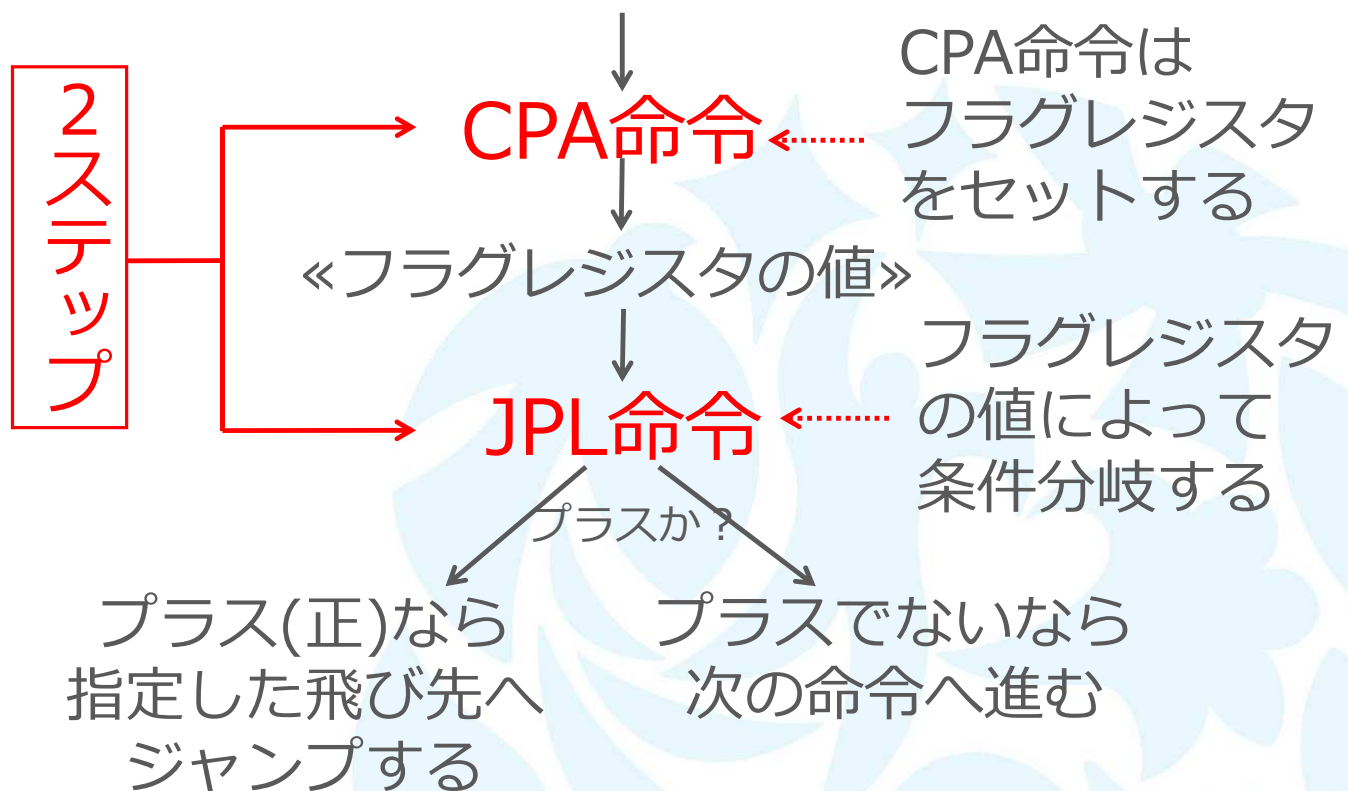 2ステップ
CPA命令
CPA命令は
フラグレジスタ
をセットする
«フラグレジスタの値»
JPL命令
フラグレジスタ
の値によって
条件分岐する
プラスか？
プラス(正)なら
指定した飛び先へ
ジャンプする
プラスでないなら
次の命令へ進む